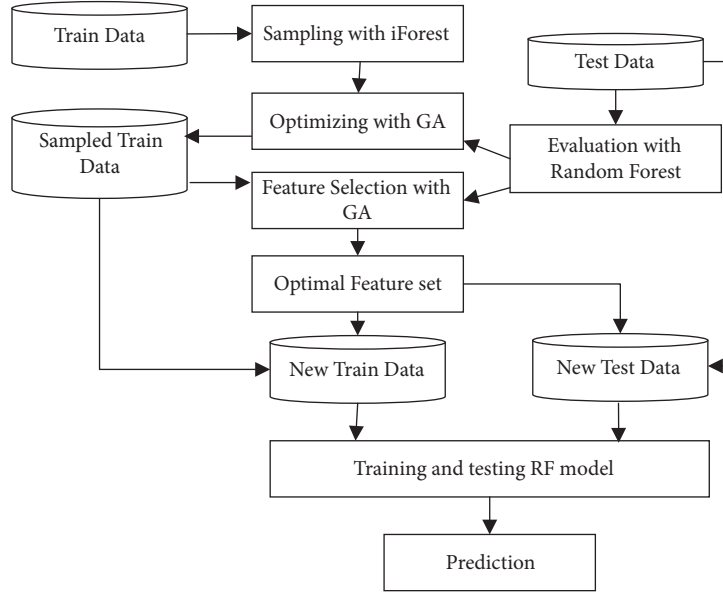 Train Data
Sampling with iForest
Test Data
Optimizing with GA
Sampled Train
Data
Evaluation with
Random Forest
Feature Selection with
GA
Optimal Feature set
New Train Data
New Test Data
Training and testing RF model
Prediction